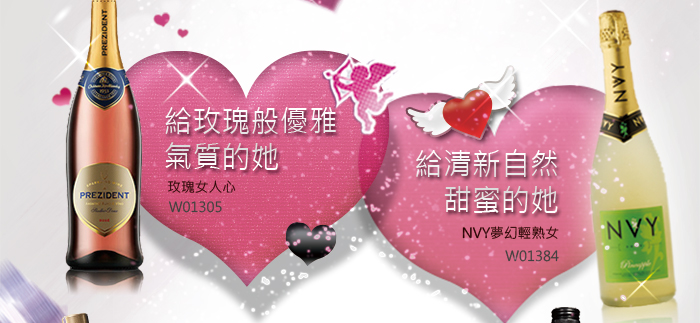 PREZIDENT
PREZIDENT
給玫瑰般優雅
氣質的她
玫瑰女人心
W01305
給清新自然
甜蜜的她
NVY夢幻輕熟女
W01384
NVY
NVY
Pineapple